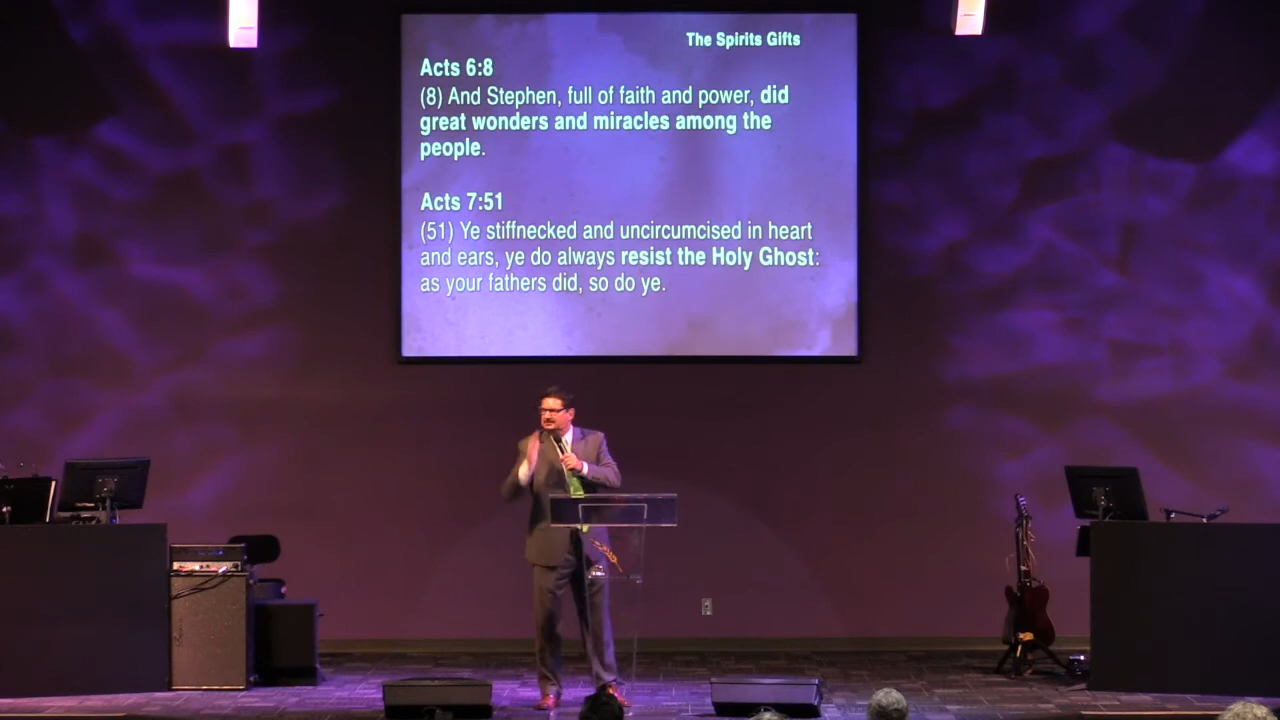 The Spirits Gifts
Acts 6:8
(8) And Stephen, full of faith and power, did
great wonders and miracles among the
people.
Acts 7:51
(51) Ye stiffnecked and uncircumcised in heart
and ears, ye do always resist the Holy Ghost:
as your fathers did, so do ye.